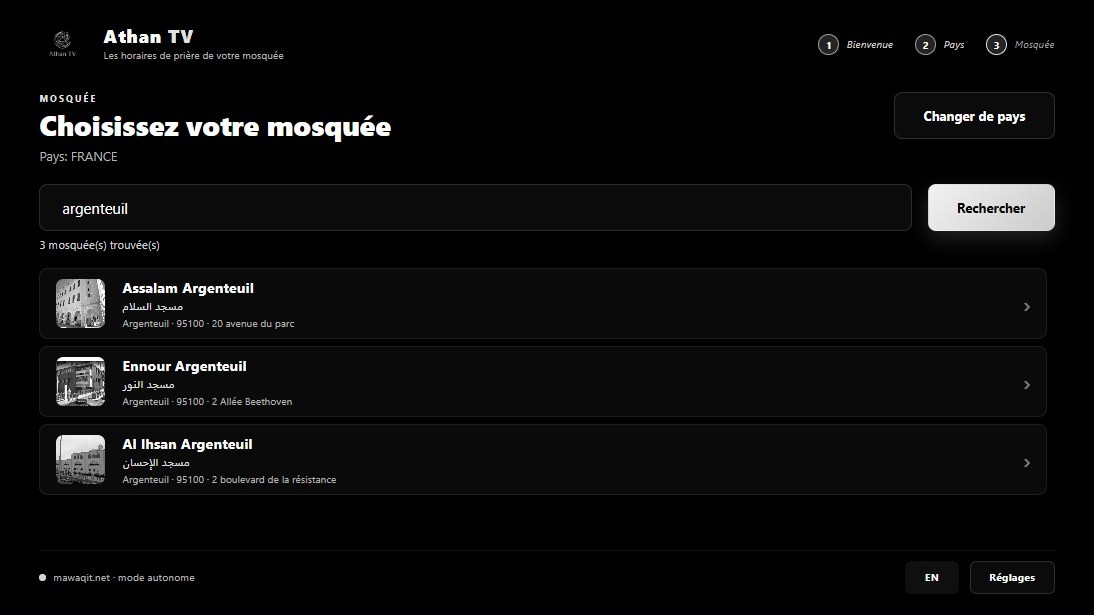 Athan TV
Athan TV
Les horaires de prière de votre mosquée
1 Bienvenue
2 Pays
3 Mosquée
MOSQUÉE
Choisissez votre mosquée
Pays: FRANCE
Changer de pays
argenteuil
Rechercher
3 mosquée(s) trouvée(s)
Assalam Argenteuil
مسجد السلام
Argenteuil · 95100 · 20 avenue du parc
Ennour Argenteuil
مسجد النور
Argenteuil · 95100 · 2 Allée Beethoven
Al Ihsan Argenteuil
مسجد الإحسان
Argenteuil · 95100 · 2 boulevard de la résistance
mawaqit.net · mode autonome
EN
Réglages